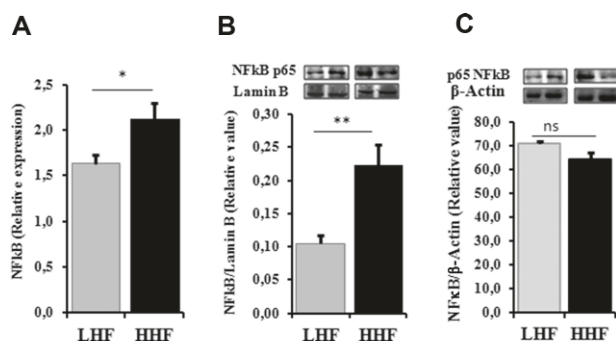 A
NFkB (Relative expression)
2,5
2,0
1,5
1,0
0,5
0,0
*
LHF HHF
B
NFkB p65
Lamin B
NFkB/Lamin B (Relative value)
0,30
0,25
0,20
0,15
0,10
0,05
0,00
**
LHF HHF
C
p65 NFkB
β-Actin
NFκB/β-Actin (Relative value)
80,0
70,0
60,0
50,0
40,0
30,0
20,0
10,0
0,0
ns
LHF HHF